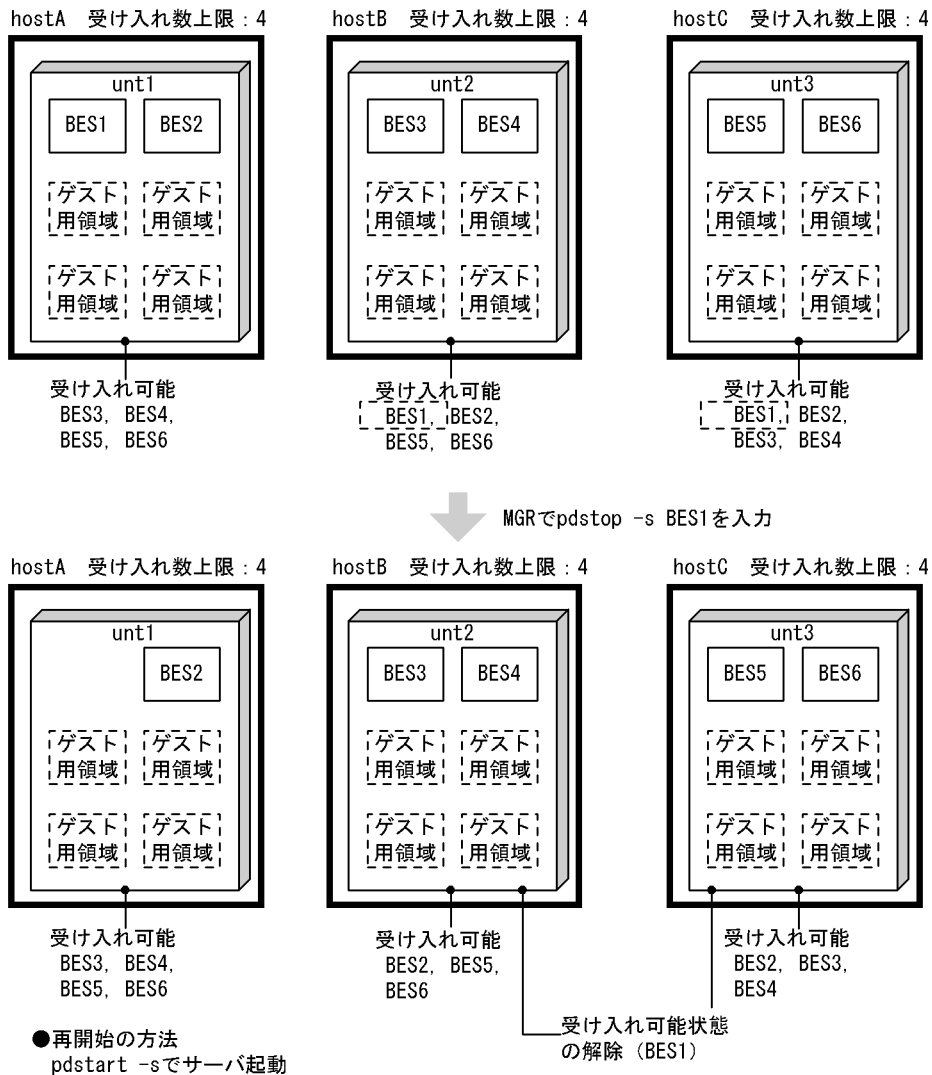 hostA 受け入れ数上限：4
hostB 受け入れ数上限：4
hostC 受け入れ数上限：4
unt1
unt2
unt3
BES1 BES2
BES3 BES4
BES5 BES6
ゲスト用領域 ゲスト用領域
ゲスト用領域 ゲスト用領域
ゲスト用領域 ゲスト用領域
ゲスト用領域 ゲスト用領域
ゲスト用領域 ゲスト用領域
ゲスト用領域 ゲスト用領域
受け入れ可能
BES3, BES4,
BES5, BES6
受け入れ可能
BES1, BES2,
BES5, BES6
受け入れ可能
BES1, BES2,
BES3, BES4
MGRでpdstop -s BES1を入力
hostA 受け入れ数上限：4
hostB 受け入れ数上限：4
hostC 受け入れ数上限：4
unt1
unt2
unt3
BES2
BES3 BES4
BES5 BES6
ゲスト用領域 ゲスト用領域
ゲスト用領域 ゲスト用領域
ゲスト用領域 ゲスト用領域
ゲスト用領域 ゲスト用領域
ゲスト用領域 ゲスト用領域
ゲスト用領域 ゲスト用領域
受け入れ可能
BES3, BES4,
BES5, BES6
受け入れ可能
BES2, BES5,
BES6
受け入れ可能
BES2, BES3,
BES4
受け入れ可能状態
の解除（BES1）
●再開始の方法
pdstart -sでサーバ起動